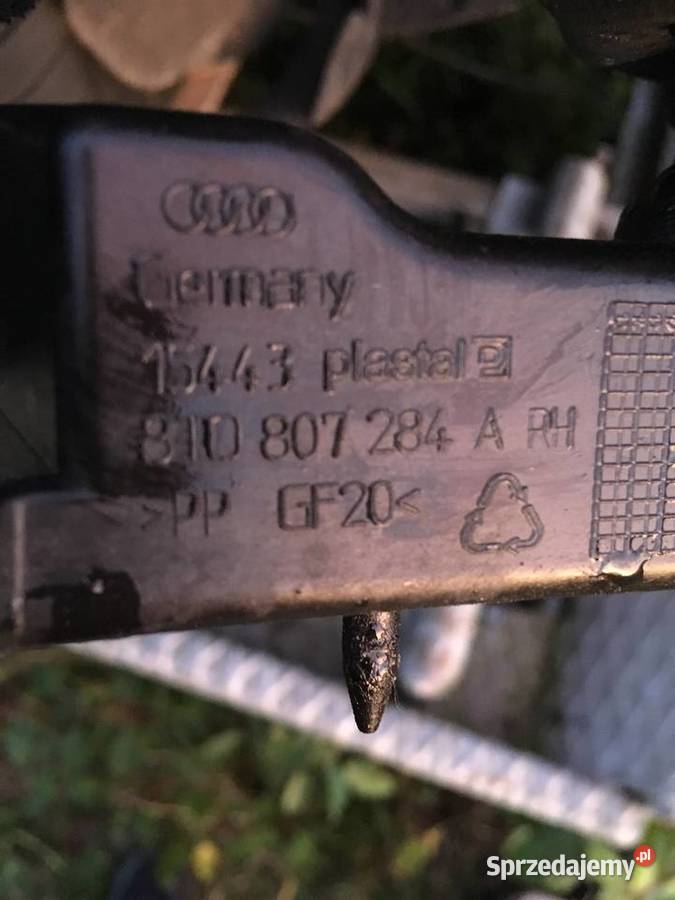 Germany
15443 plastal
8T0 807 284 A RH
>PP GF20<
Sprzedajemy.pl